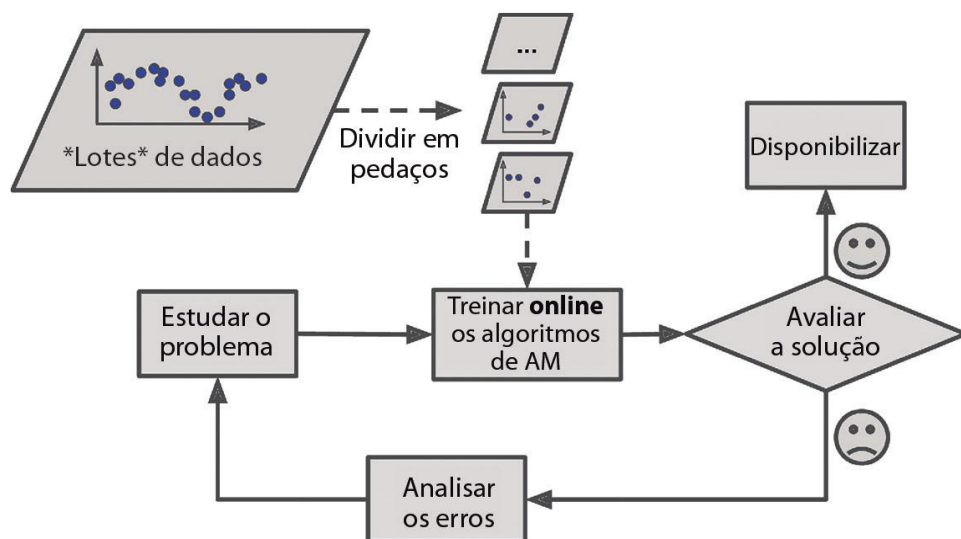 ...
*Lotes* de dados
Dividir em
pedaços
Disponibilizar
Estudar o
problema
Treinar online
os algoritmos
de AM
Avaliar
a solução
Analisar
os erros